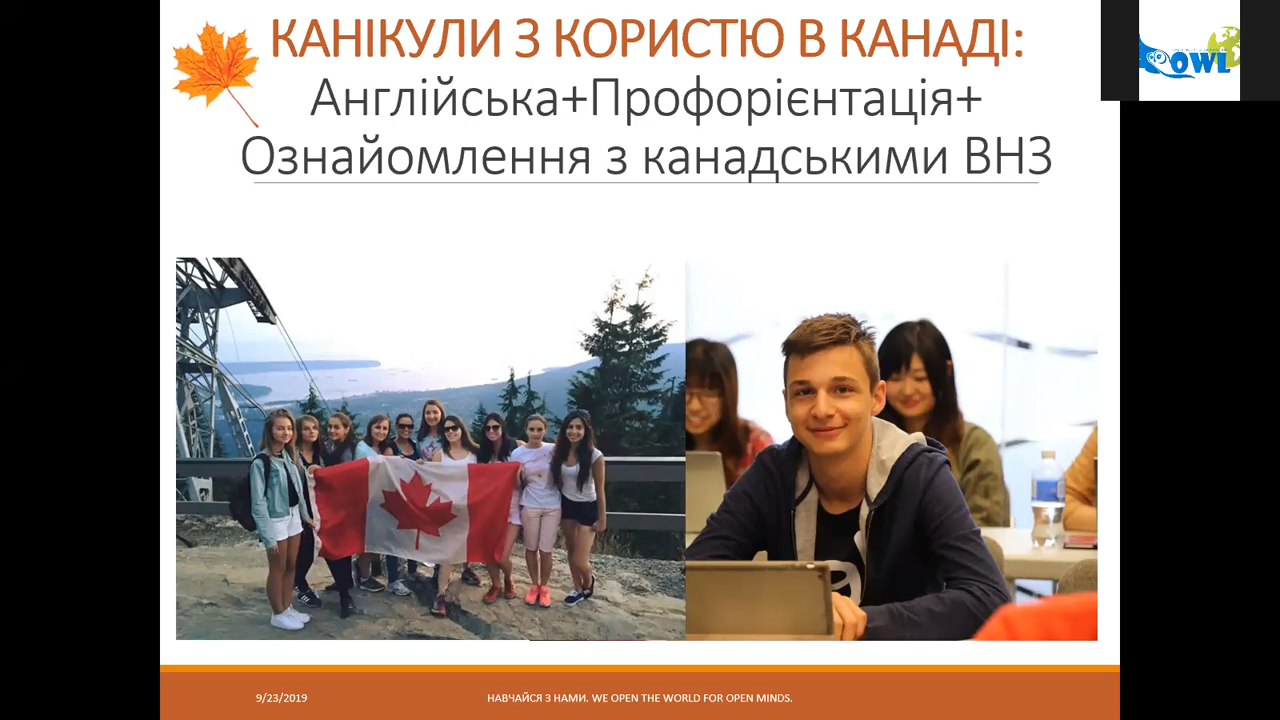 КАНІКУЛИ З КОРИСТЮ В КАНАДІ:
Англійська+Профорієнтація+
Ознайомлення з канадськими ВНЗ
OWL
9/23/2019
НАВЧАЙСЯ З НАМИ. WE OPEN THE WORLD FOR OPEN MINDS.